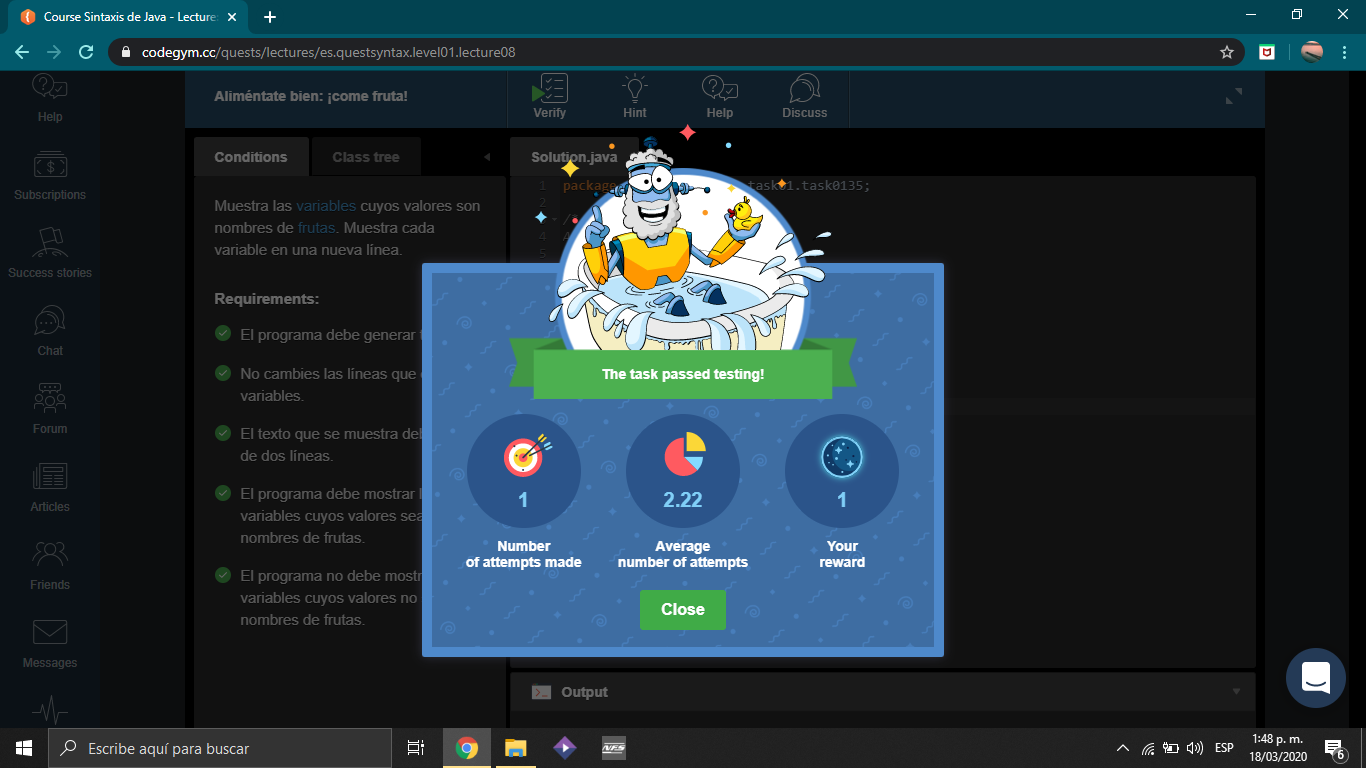 Course Sintaxis de Java - Lecture:
codegym.cc/quests/lectures/es.questsyntax.level01.lecture08
Help
Subscriptions
Success stories
Chat
Forum
Articles
Friends
Messages
Aliméntate bien: ¡come fruta!
Verify
Hint
Help
Discuss
Conditions
Class tree
Muestra las variables cuyos valores son
nombres de frutas. Muestra cada
variable en una nueva línea.
Requirements:
El programa debe generar
No cambies las líneas que
variables.
El texto que se muestra
de dos líneas.
El programa debe mostrar
variables cuyos valores
nombres de frutas.
El programa no debe
variables cuyos valores no
nombres de frutas.
Solution.java
1 package task01.task0135;
2
4
5
The task passed testing!
1
Number
of attempts made
2.22
Average
number of attempts
1
Your
reward
Close
Output
Escribe aquí para buscar
NFS
ESP
1:48 p. m.
18/03/2020
6